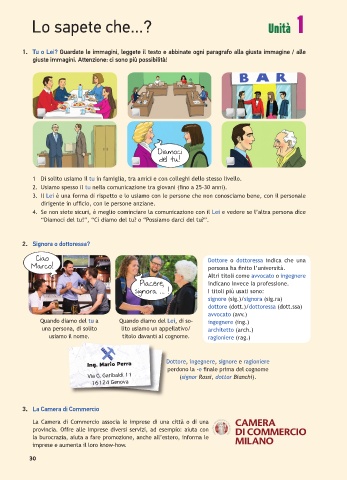 Lo sapete che...?
Unità 1
1. Tu o Lei? Guardate le immagini, leggete il testo e abbinate ogni paragrafo alla giusta immagine / alle
giuste immagini. Attenzione: ci sono più possibilità!
BAR
Diamoci
del tu!
1 Di solito usiamo il tu in famiglia, tra amici e con colleghi dello stesso livello.
2. Usiamo spesso il tu nella comunicazione tra giovani (fino a 25-30 anni).
3. Il Lei è una forma di rispetto e lo usiamo con le persone che non conosciamo bene, con il personale
dirigente in ufficio, con le persone anziane.
4. Se non siete sicuri, è meglio cominciare la comunicazione con il Lei e vedere se l'altra persona dice
"Diamoci del tu!", "Ci diamo del tu? o "Possiamo darci del tu?".
2. Signora o dottoressa?
Ciao
Marco!
Piacere,
signora ... !
Quando diamo del tu a
una persona, di solito
usiamo il nome.
Quando diamo del Lei, di so-
lito usiamo un appellativo/
titolo davanti al cognome.
Dottore o dottoressa indica che una
persona ha finito l'università.
Altri titoli come avvocato o ingegnere
indicano invece la professione.
I titoli più usati sono:
signore (sig.)/signora (sig.ra)
dottore (dott.)/dottoressa (dott.ssa)
avvocato (avv.)
ingegnere (ing.)
architetto (arch.)
ragioniere (rag.)
Ing. Mario Perra
Via G. Garibaldi 11
16124 Genova
Dottore, ingegnere, signore e ragioniere
perdono la -e finale prima del cognome
(signor Rossi, dottor Bianchi).
3. La Camera di Commercio
La Camera di Commercio associa le imprese di una città o di una
provincia. Offre alle imprese diversi servizi, ad esempio: aiuta con
la burocrazia, aiuta a fare promozione, anche all'estero, informa le
imprese e aumenta il loro know-how.
CAMERA
DI COMMERCIO
MILANO
30